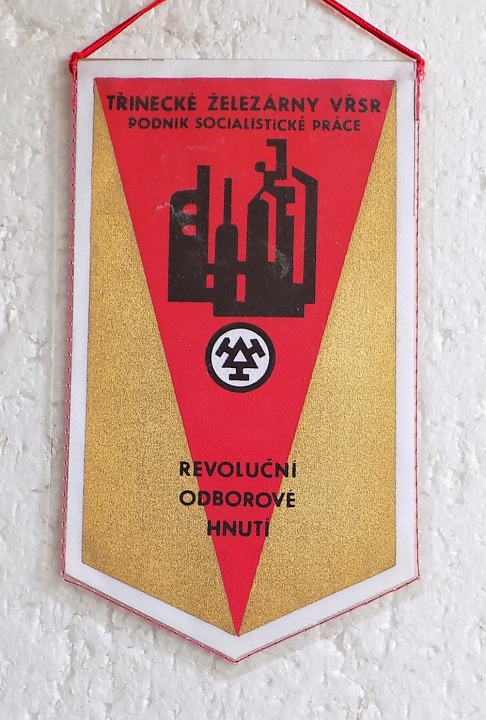 TŘINECKÉ ŽELEZÁRNY VŘSR
PODNIK SOCIALISTICKÉ PRÁCE
REVOLUČNÍ
ODBOROVÉ
HNUTÍ